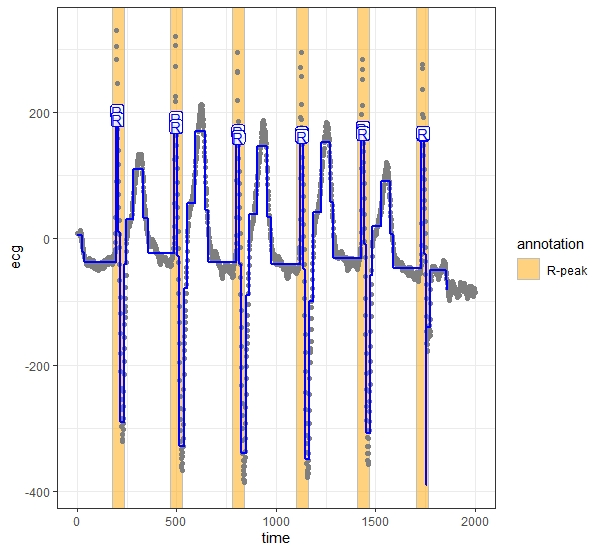 200
0
-200
-400
ecg
R R R R R R
R R R R R
0 500 1000 1500 2000
time
annotation
R-peak